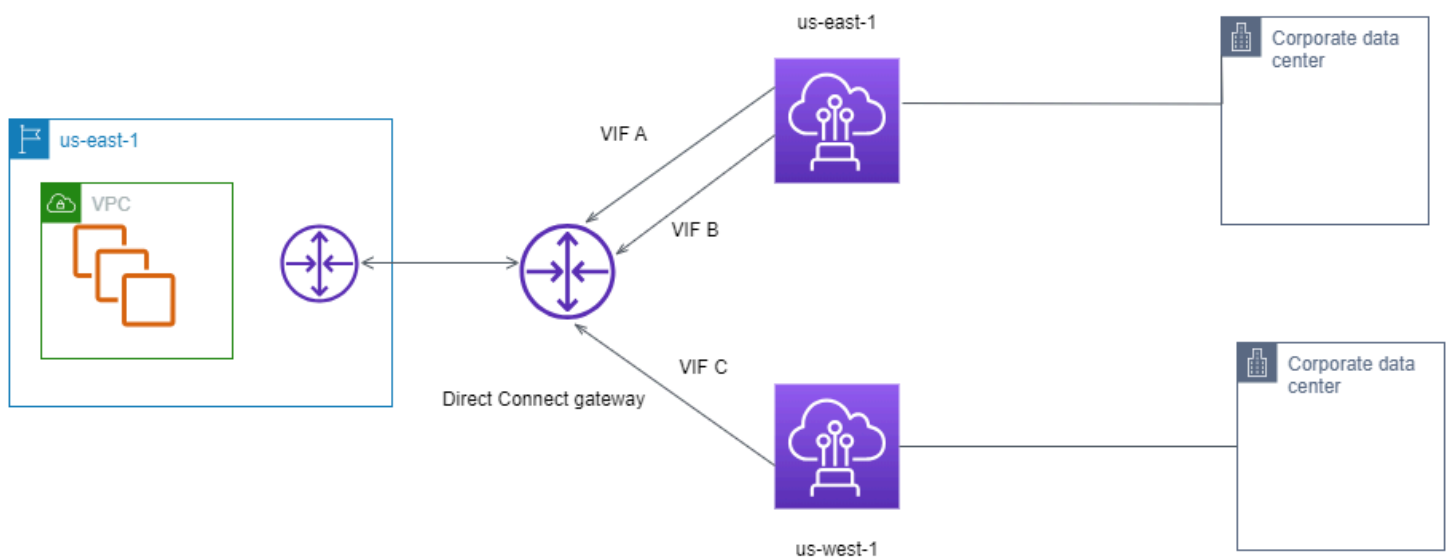 us-east-1
Corporate data
center
us-east-1
VPC
VIF A
VIF B
VIF C
Direct Connect gateway
Corporate data
center
us-west-1